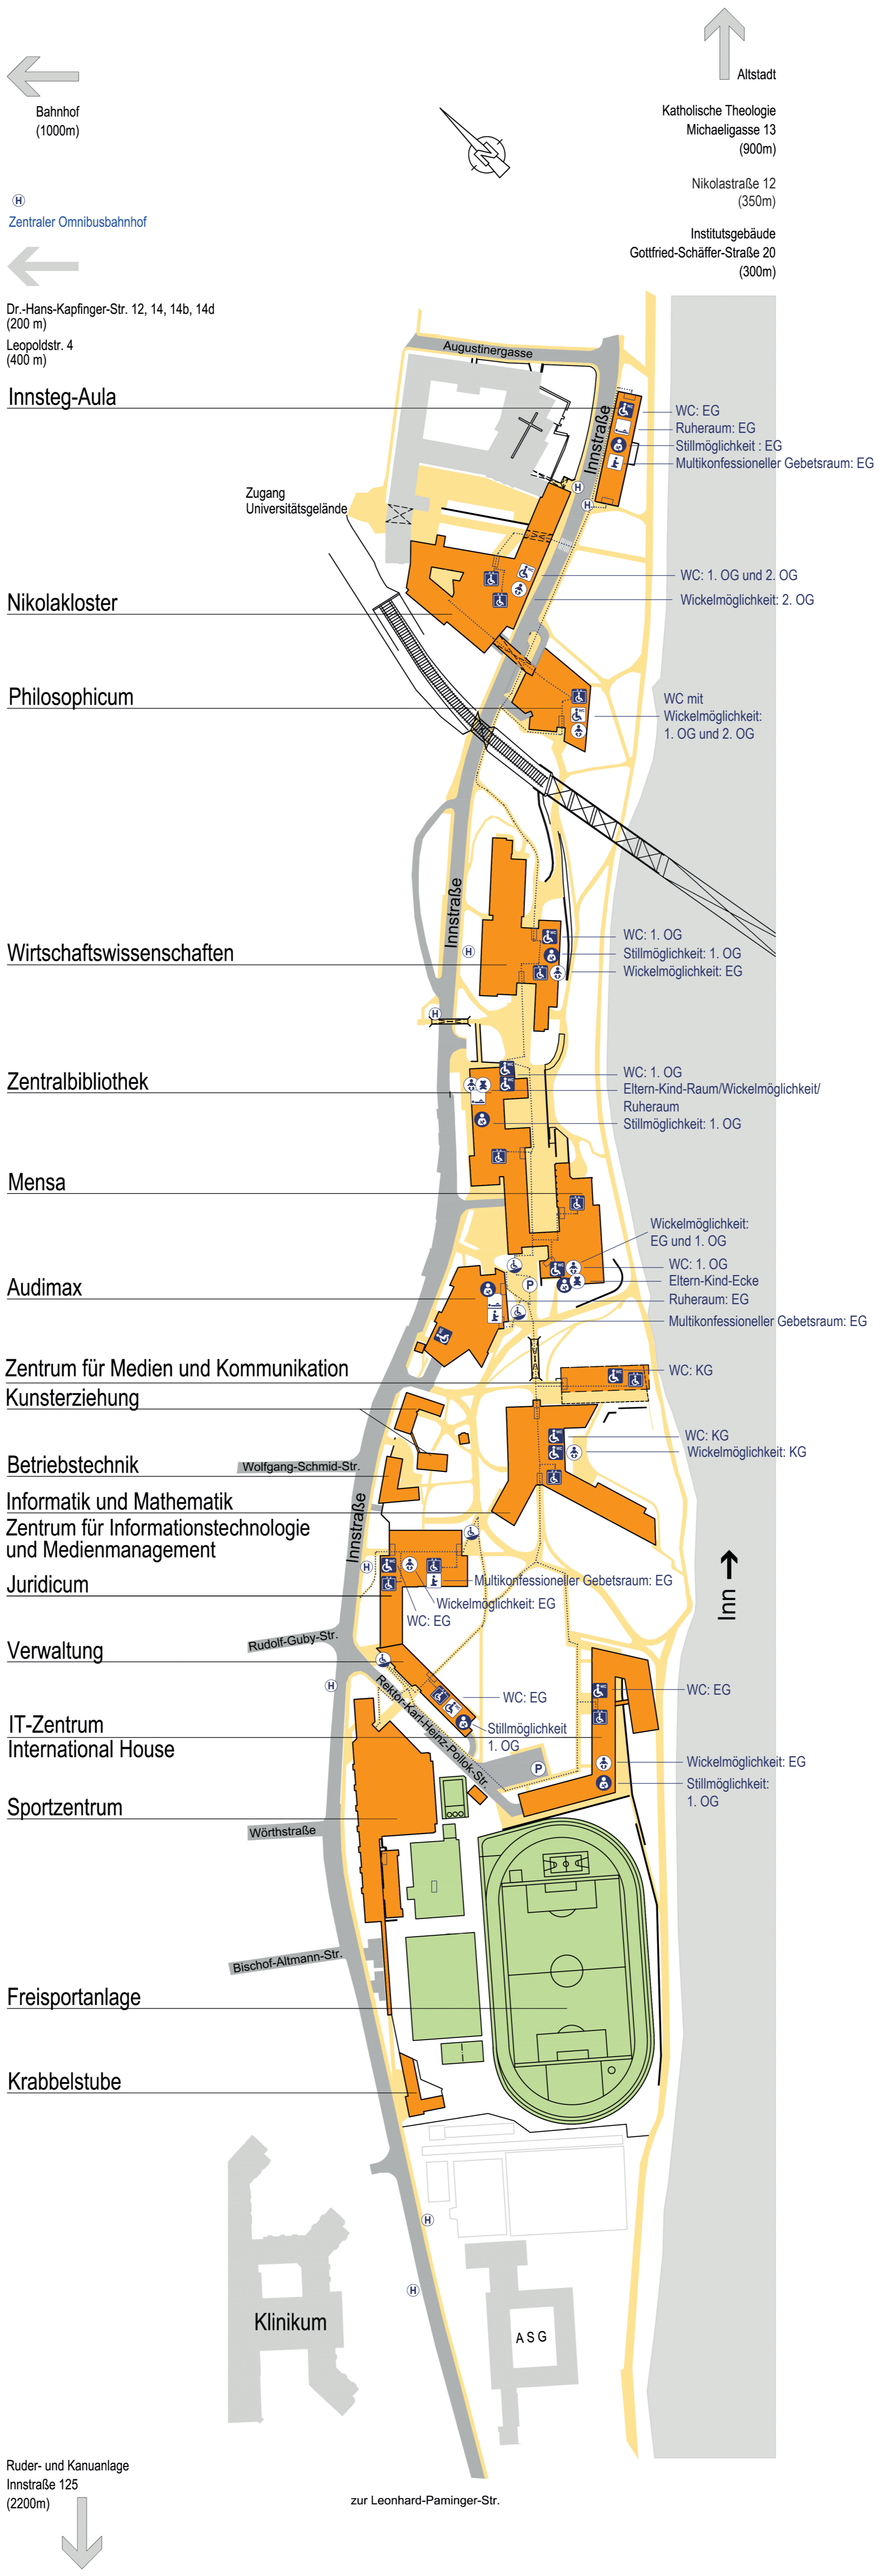 Altstadt
Bahnhof
(1000m)
Katholische Theologie
Michaeligasse 13
(900m)
N
Nikolastraße 12
(350m)
H
Zentraler Omnibusbahnhof
Institutsgebäude
Gottfried-Schäffer-Straße 20
(300m)
Dr.-Hans-Kapfinger-Str. 12, 14, 14b, 14d
(200 m)
Leopoldstr. 4
(400 m)
Augustinergasse
Innsteg-Aula
Innstraße
WC: EG
Ruheraum: EG
Stillmöglichkeit : EG
Multikonfessioneller Gebetsraum: EG
Zugang
Universitätsgelände
H
H
WC: 1. OG und 2. OG
Wickelmöglichkeit: 2. OG
Nikolakloster
Philosophicum
WC mit
Wickelmöglichkeit:
1. OG und 2. OG
Innstraße
Wirtschaftswissenschaften
H
WC: 1. OG
Stillmöglichkeit: 1. OG
Wickelmöglichkeit: EG
H
Zentralbibliothek
WC: 1. OG
Eltern-Kind-Raum/Wickelmöglichkeit/
Ruheraum
Stillmöglichkeit: 1. OG
Mensa
Wickelmöglichkeit:
EG und 1. OG
WC: 1. OG
Eltern-Kind-Ecke
P
Audimax
Ruheraum: EG
Multikonfessioneller Gebetsraum: EG
Zentrum für Medien und Kommunikation
WC: KG
Kunsterziehung
WC: KG
Wickelmöglichkeit: KG
Betriebstechnik
Wolfgang-Schmid-Str.
Informatik und Mathematik
Zentrum für Informationstechnologie
und Medienmanagement
Innstraße
H
Juridicum
Multikonfessioneller Gebetsraum: EG
Wickelmöglichkeit: EG
WC: EG
Inn
Rudolf-Guby-Str.
Verwaltung
H
Rektor-Karl-Heinz-Pollok-Str.
WC: EG
Stillmöglichkeit
1. OG
WC: EG
IT-Zentrum
International House
P
Wickelmöglichkeit: EG
Stillmöglichkeit:
1. OG
Sportzentrum
Wörthstraße
Bischof-Altmann-Str.
Freisportanlage
Krabbelstube
H
H
Klinikum
ASG
Ruder- und Kanuanlage
Innstraße 125
(2200m)
zur Leonhard-Paminger-Str.